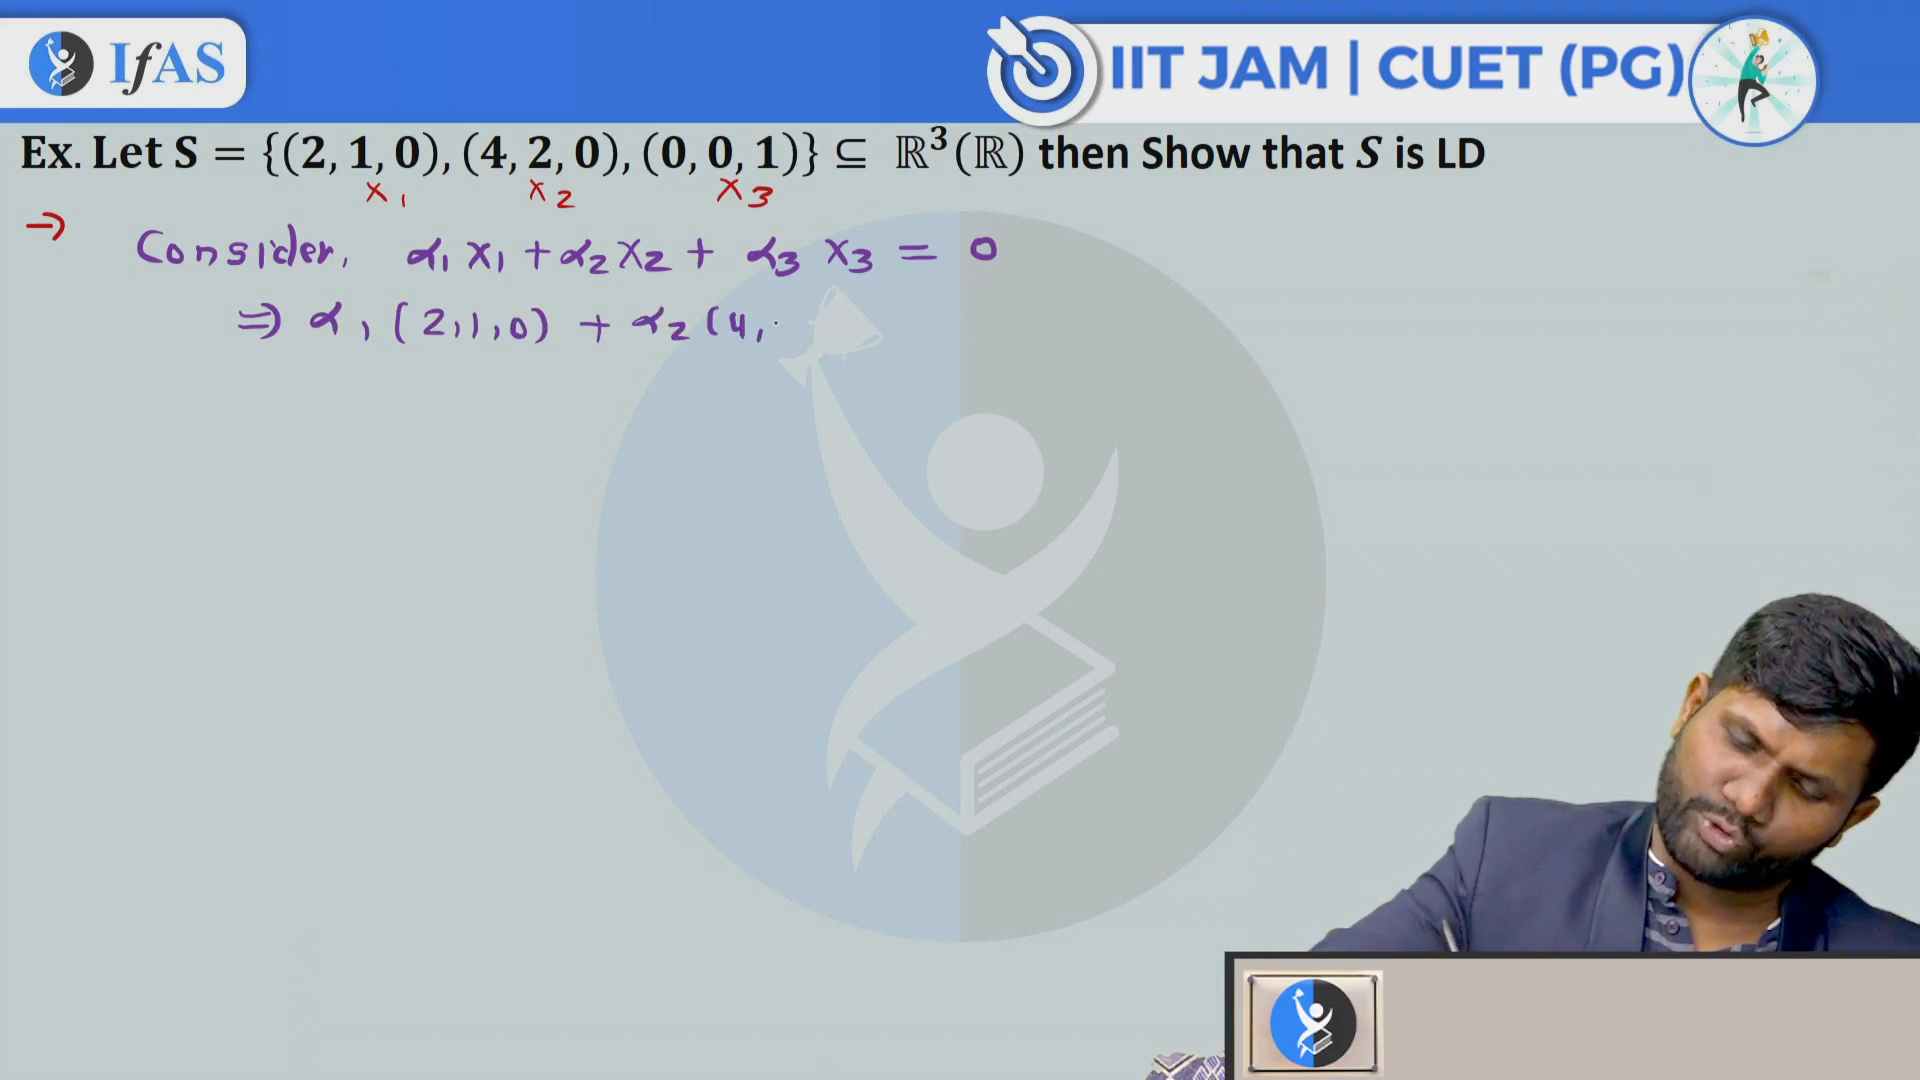 IfAS
IIT JAM | CUET (PG)
Ex. Let S = {(2, 1, 0), (4, 2, 0), (0, 0, 1)} ⊆ ℝ³(ℝ) then Show that S is LD
x₁ x₂ x₃
→ Consider, α₁ x₁ + α₂ x₂ + α₃ x₃ = 0
⇒ α₁ (2,1,0) + α₂ (4,